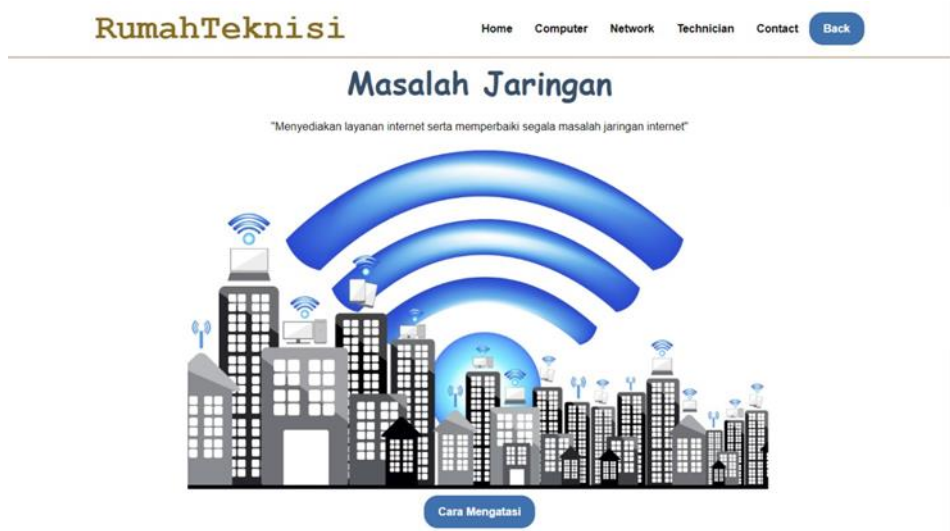 RumahTeknisi
Home Computer Network Technician Contact Back
Masalah Jaringan
"Menyediakan layanan internet serta memperbaiki segala masalah jaringan internet"
Cara Mengatasi